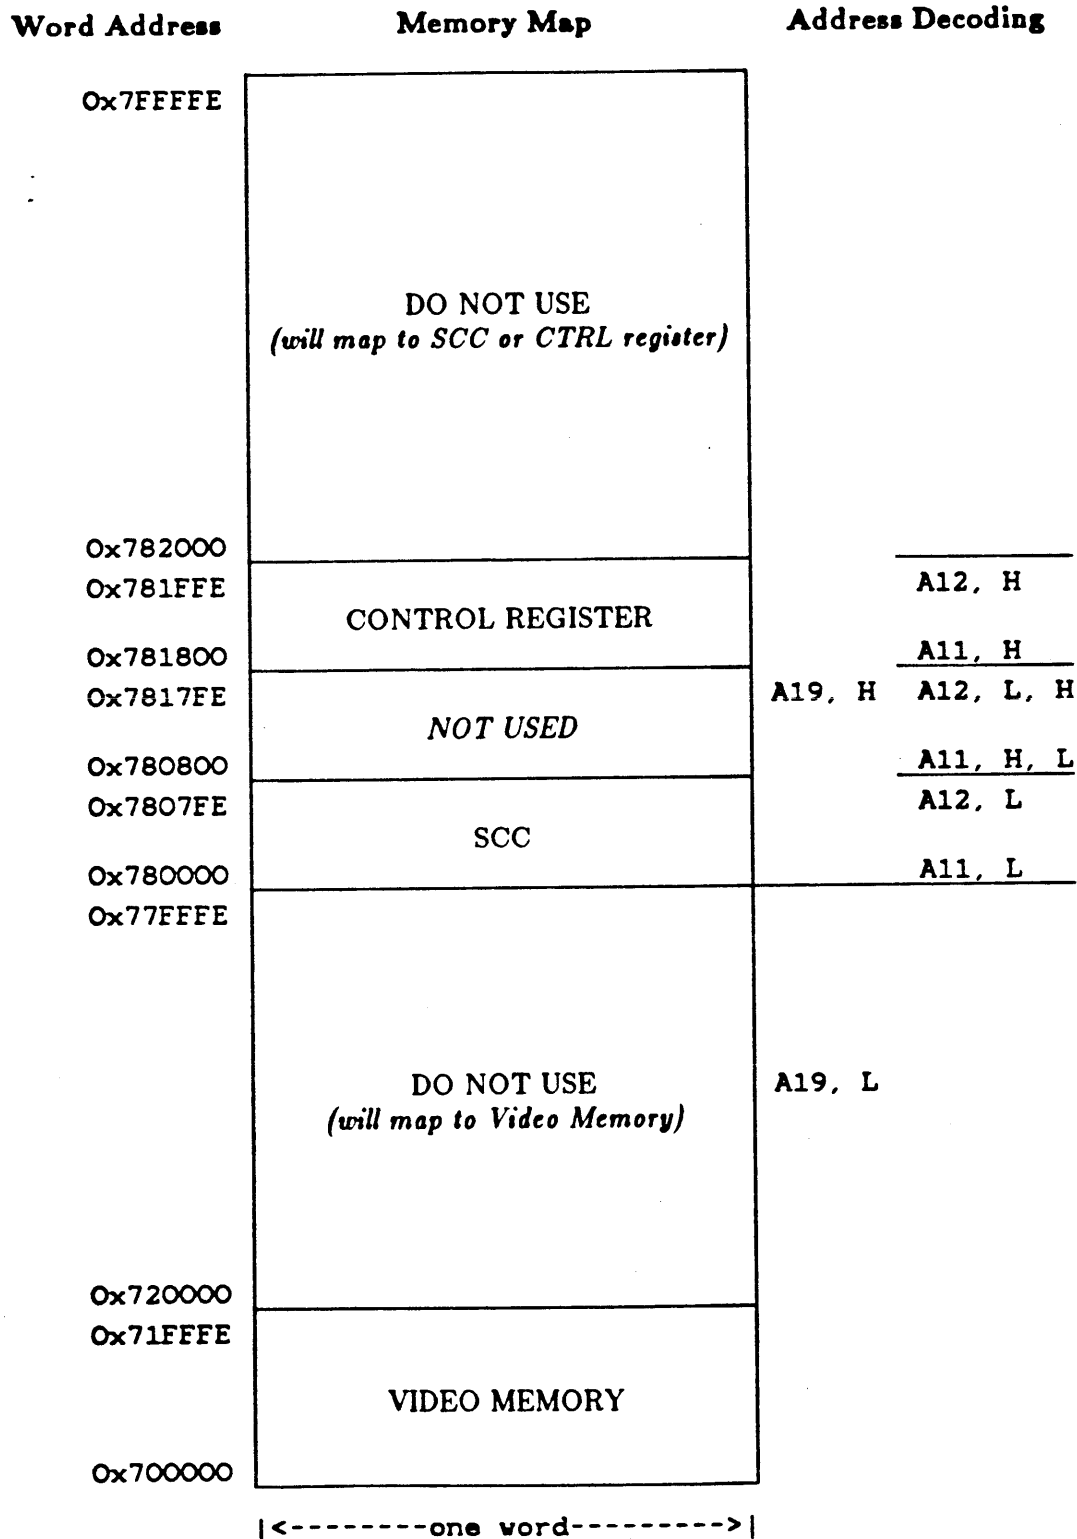 Word Address Memory Map Address Decoding
0x7FFFFE
DO NOT USE
(will map to SCC or CTRL register)
0x782000
0x781FFE A12, H
CONTROL REGISTER
0x781800 A11, H
0x7817FE A19, H A12, L, H
NOT USED
0x780800 A11, H, L
0x7807FE A12, L
SCC
0x780000 A11, L
0x77FFFE
DO NOT USE A19, L
(will map to Video Memory)
0x720000
0x71FFFE
VIDEO MEMORY
0x700000
|<--------one word---------->|